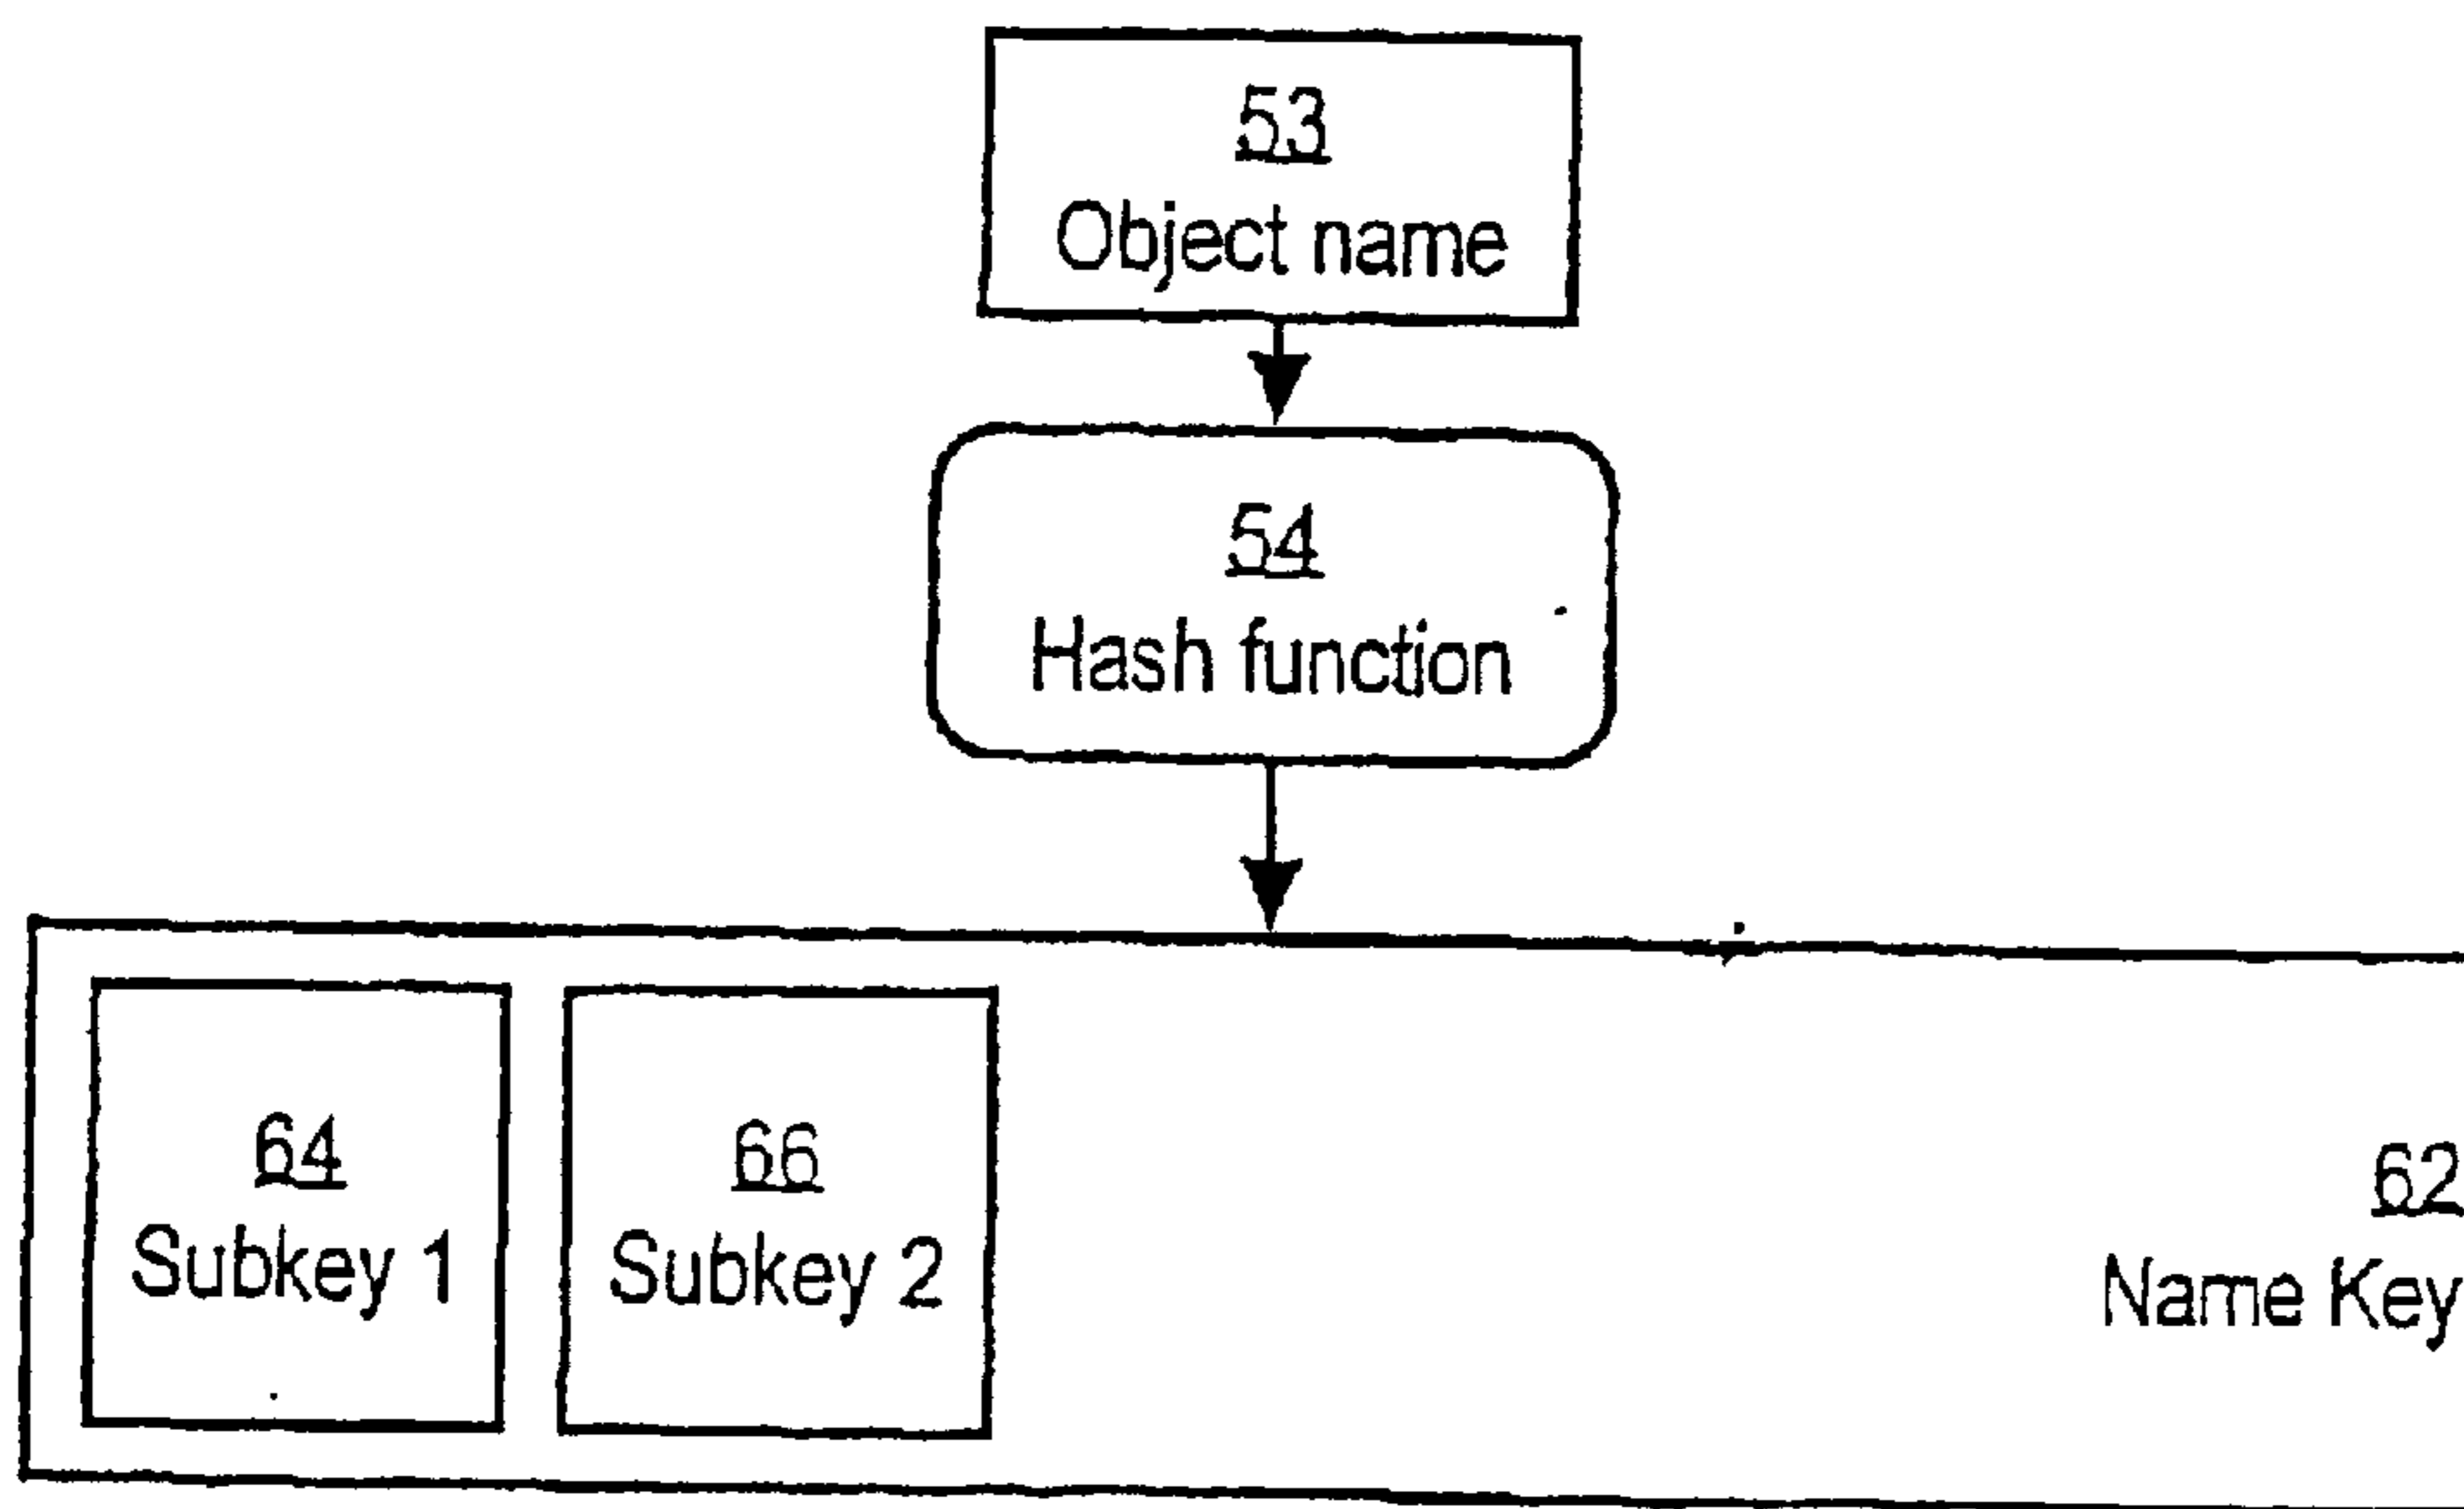 53
Object name
54
Hash function
64
Subkey 1
66
Subkey 2
62
Name Key